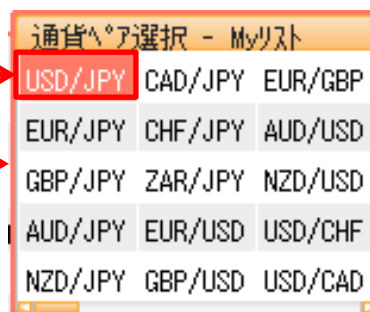 通貨ﾍﾟｱ選択 - Myﾘｽﾄ
USD/JPY CAD/JPY EUR/GBP
EUR/JPY CHF/JPY AUD/USD
GBP/JPY ZAR/JPY NZD/USD
AUD/JPY EUR/USD USD/CHF
NZD/JPY GBP/USD USD/CAD